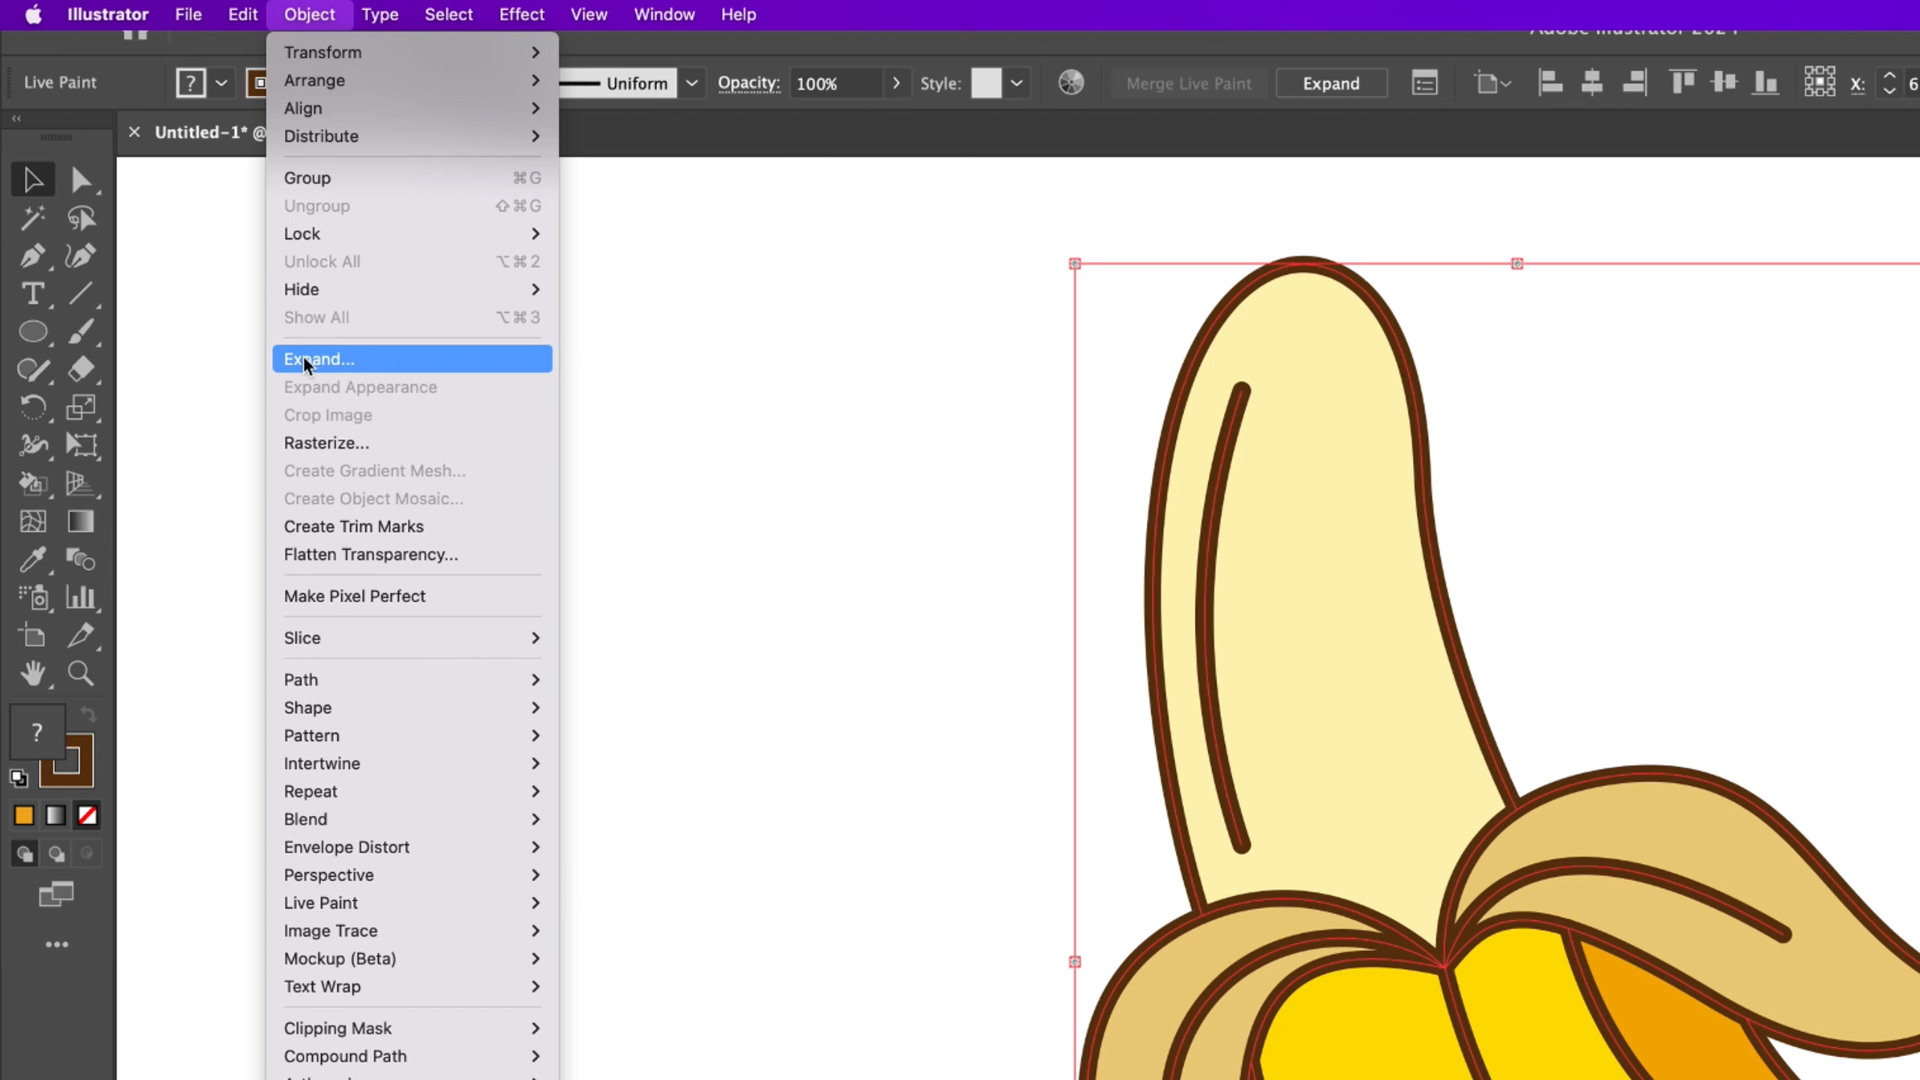 Illustrator File Edit Object Type Select Effect View Window Help
Adobe Illustrator 2024
Live Paint ? Uniform Opacity: 100% Style: Merge Live Paint Expand X: 6
× Untitled-1* @
Transform
Arrange
Align
Distribute
Group ⌘G
Ungroup ⇧⌘G
Lock
Unlock All ⌥⌘2
Hide
Show All ⌥⌘3
Expand...
Expand Appearance
Crop Image
Rasterize...
Create Gradient Mesh...
Create Object Mosaic...
Create Trim Marks
Flatten Transparency...
Make Pixel Perfect
Slice
Path
Shape
Pattern
Intertwine
Repeat
Blend
Envelope Distort
Perspective
Live Paint
Image Trace
Mockup (Beta)
Text Wrap
Clipping Mask
Compound Path
?